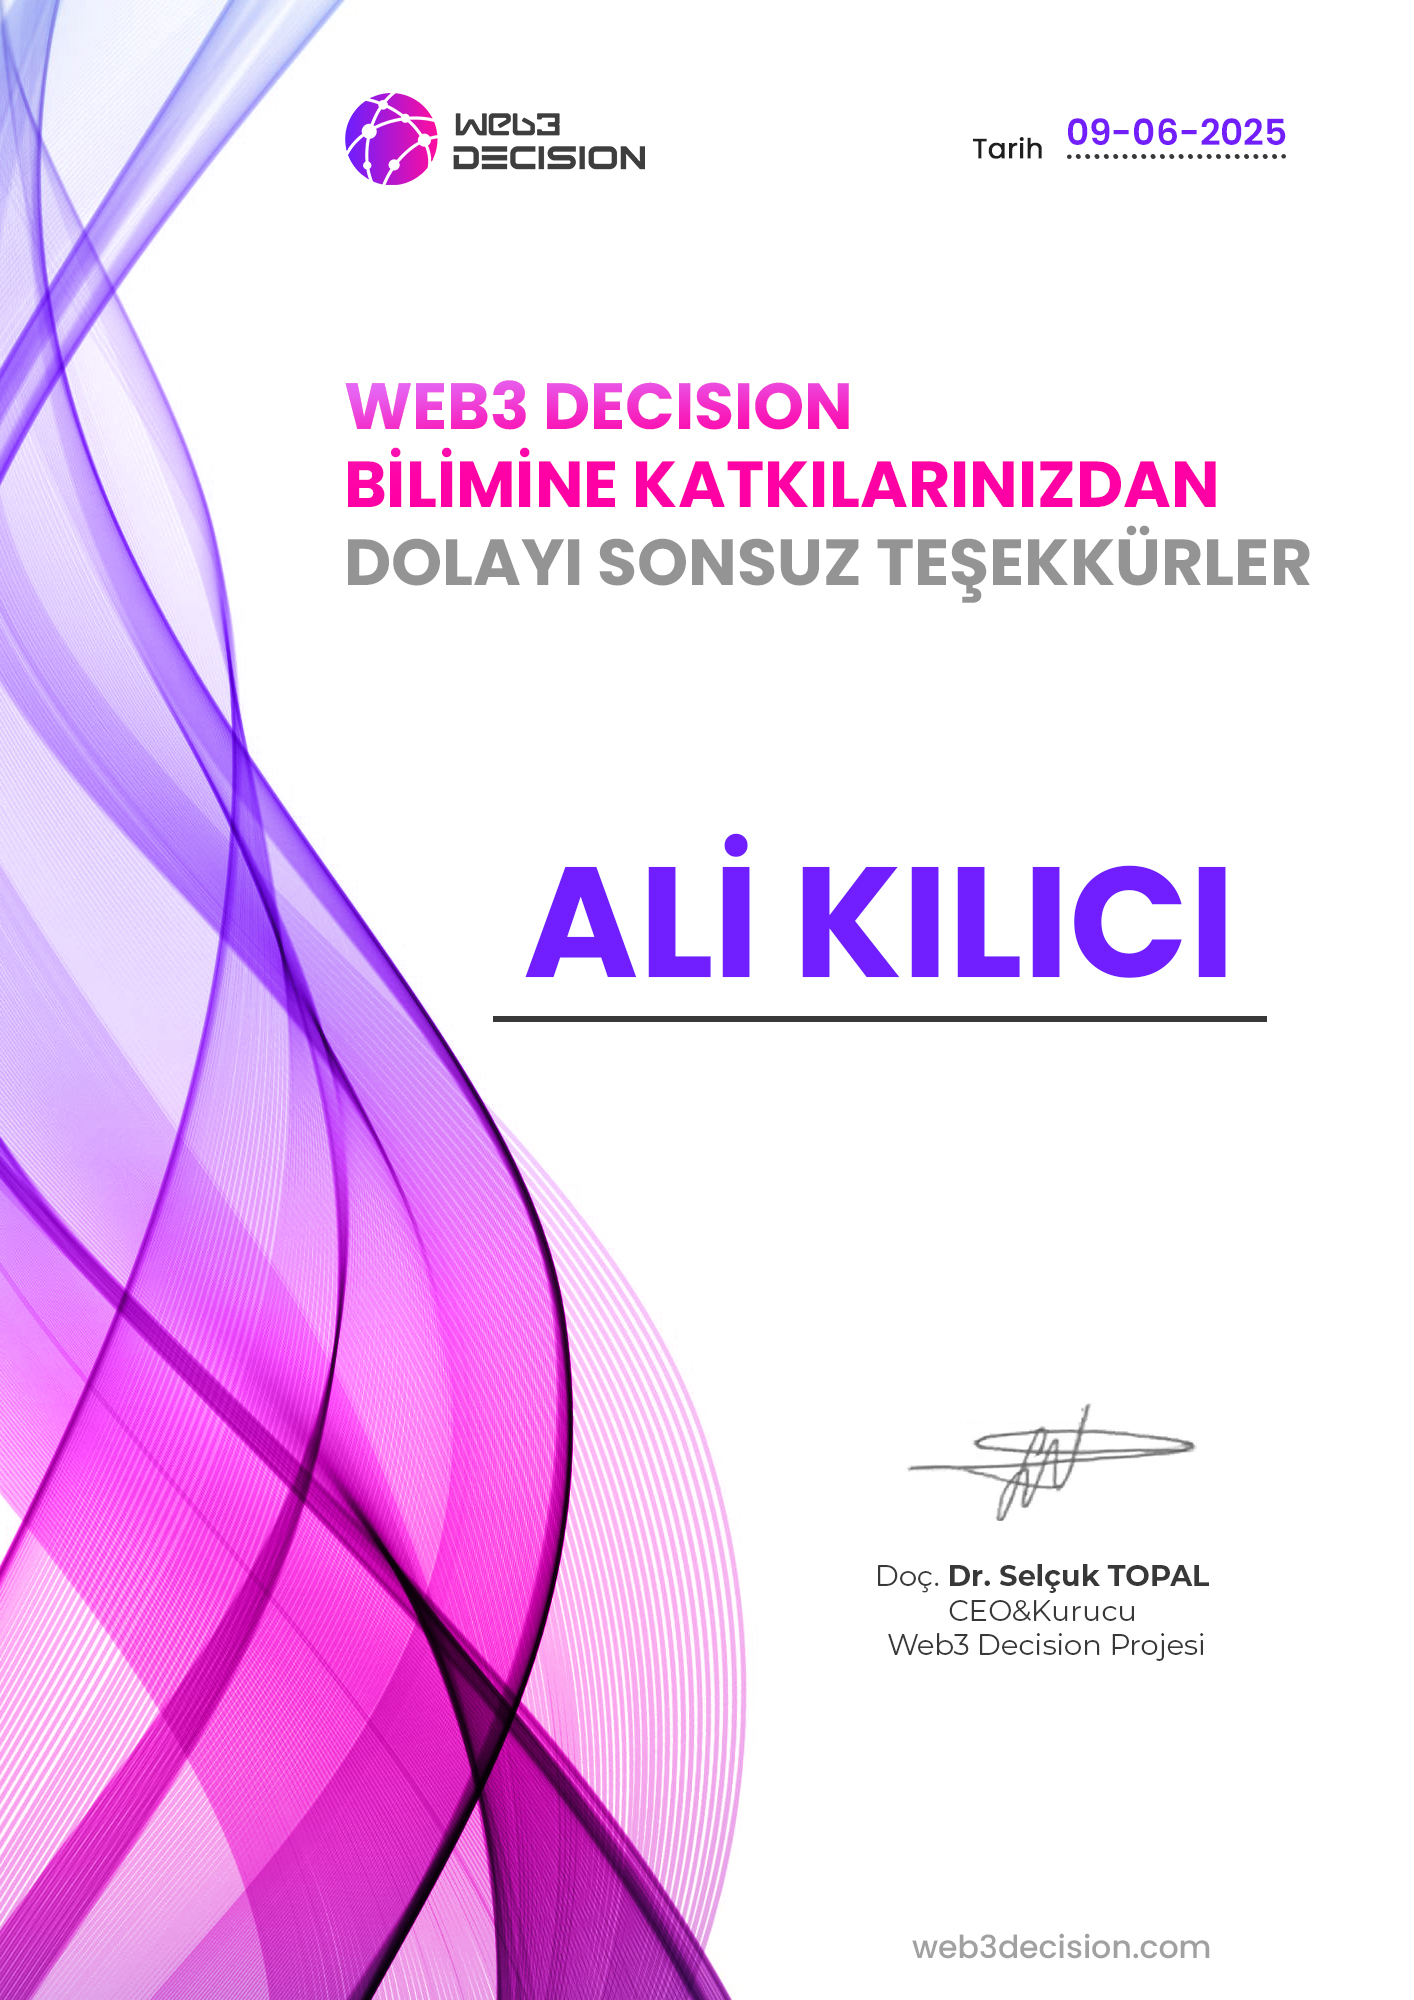 Web3
DECISION
Tarih 09-06-2025
WEB3 DECISION
BİLİMİNE KATKILARINIZDAN
DOLAYI SONSUZ TEŞEKKÜRLER
ALİ KILICI
Doç. Dr. Selçuk TOPAL
CEO&Kurucu
Web3 Decision Projesi
web3decision.com